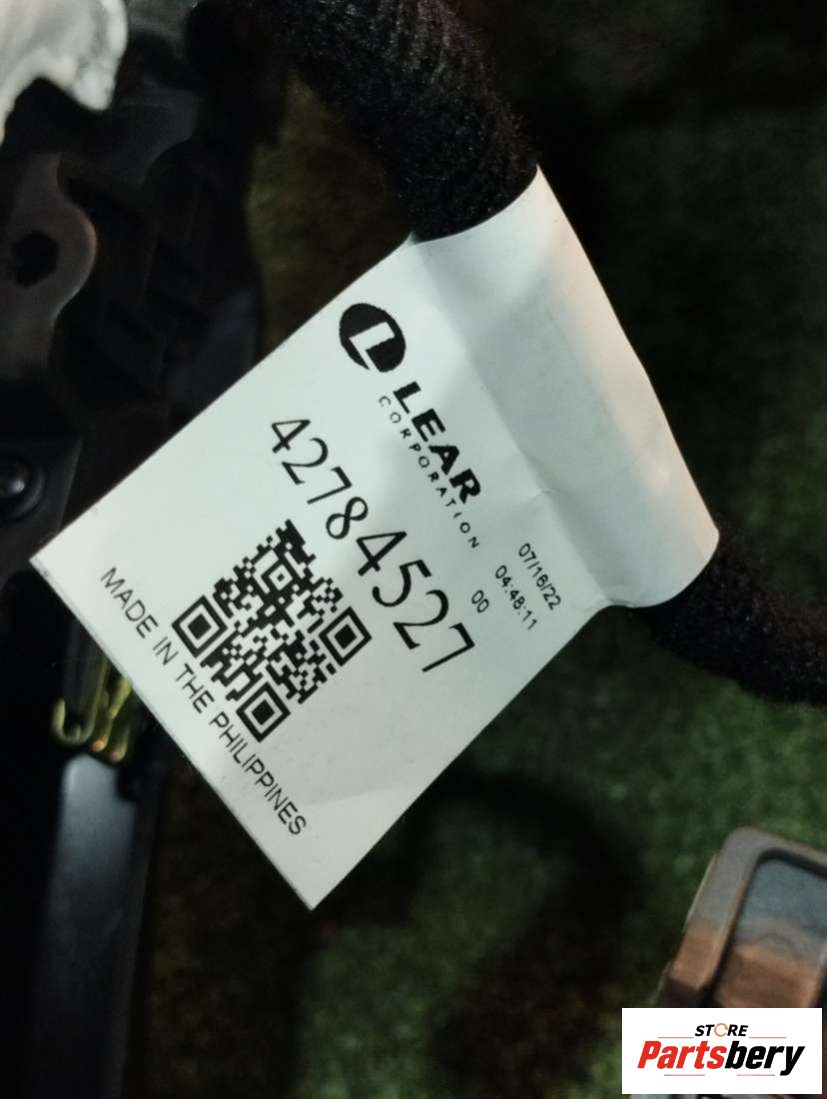 LEAR
CORPORATION
42784527
07/16/22
04:48:11
00
MADE IN THE PHILIPPINES
STORE
Partsbery